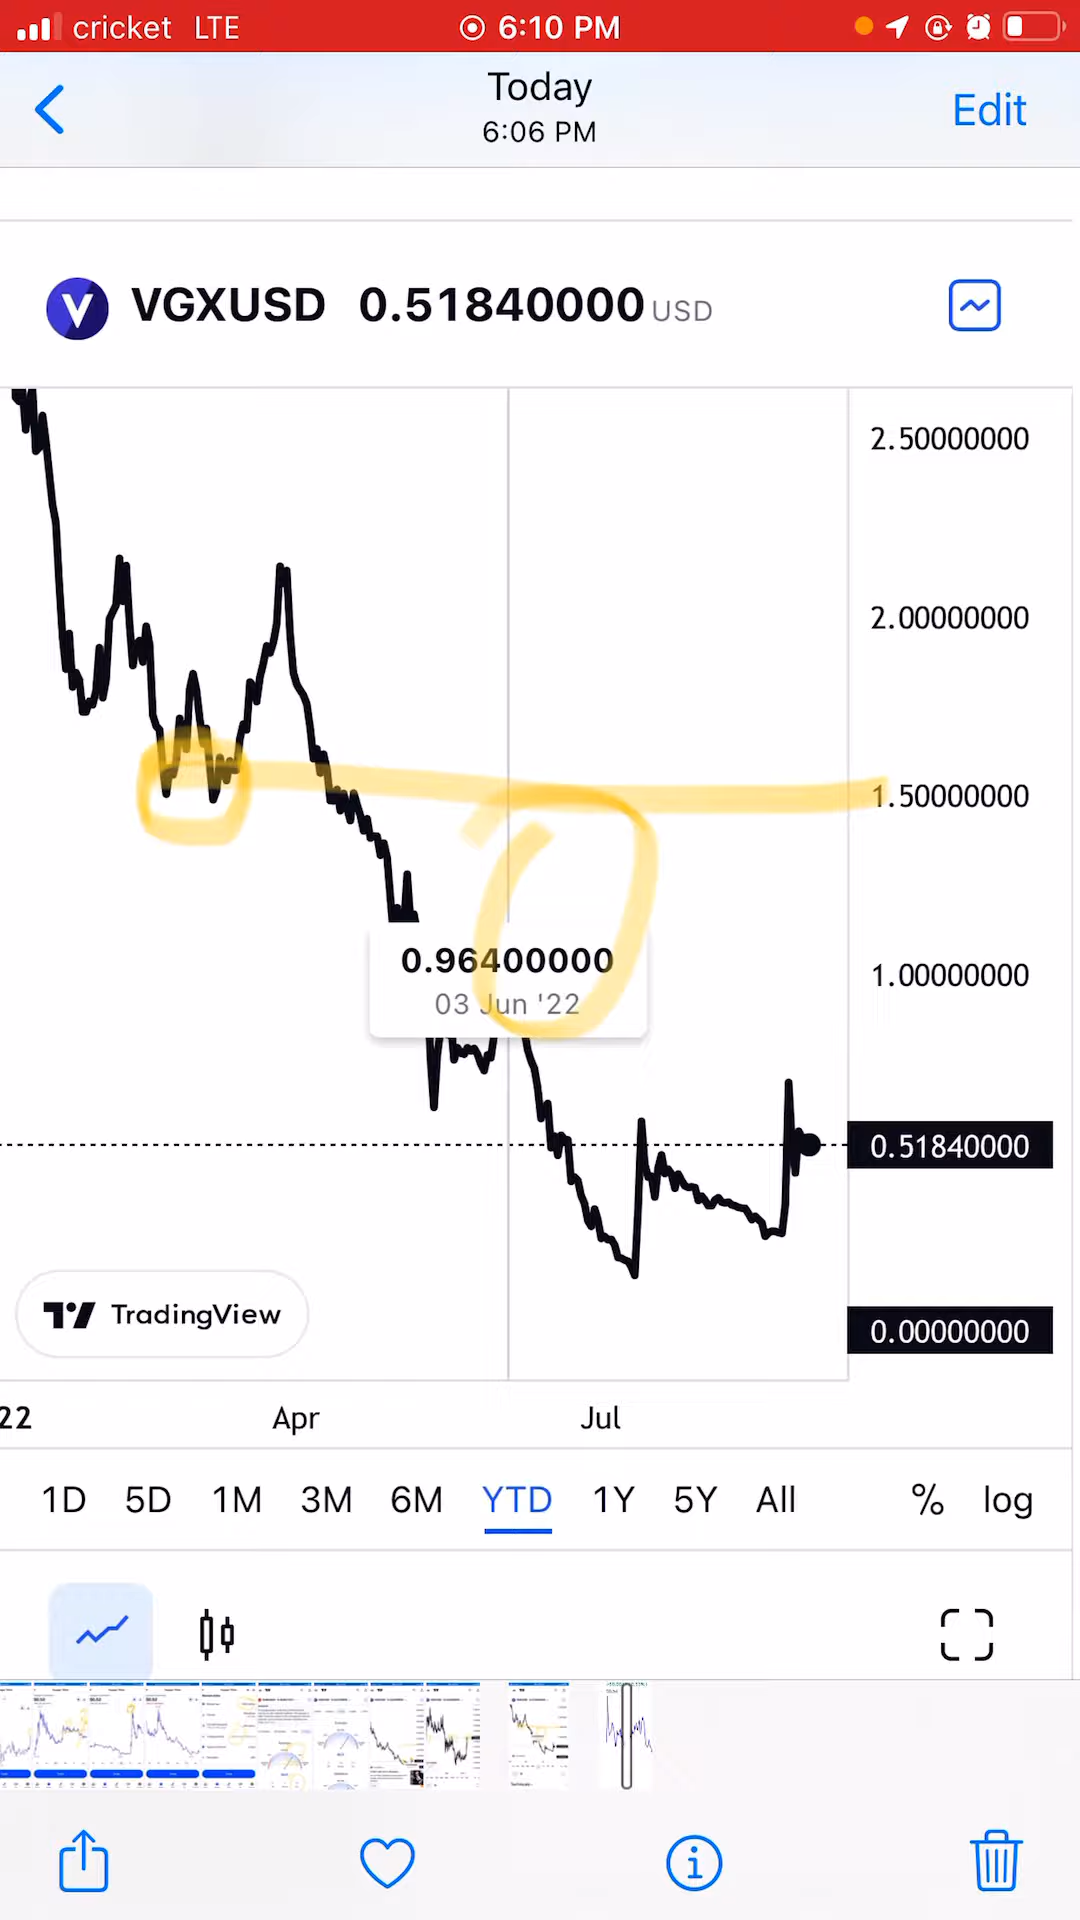 cricket LTE 6:10 PM
Today
6:06 PM
Edit
V VGXUSD 0.51840000 USD
2.50000000
2.00000000
1.50000000
0.96400000
03 Jun '22
1.00000000
0.51840000
TradingView
0.00000000
22 Apr Jul
1D 5D 1M 3M 6M YTD 1Y 5Y All % log